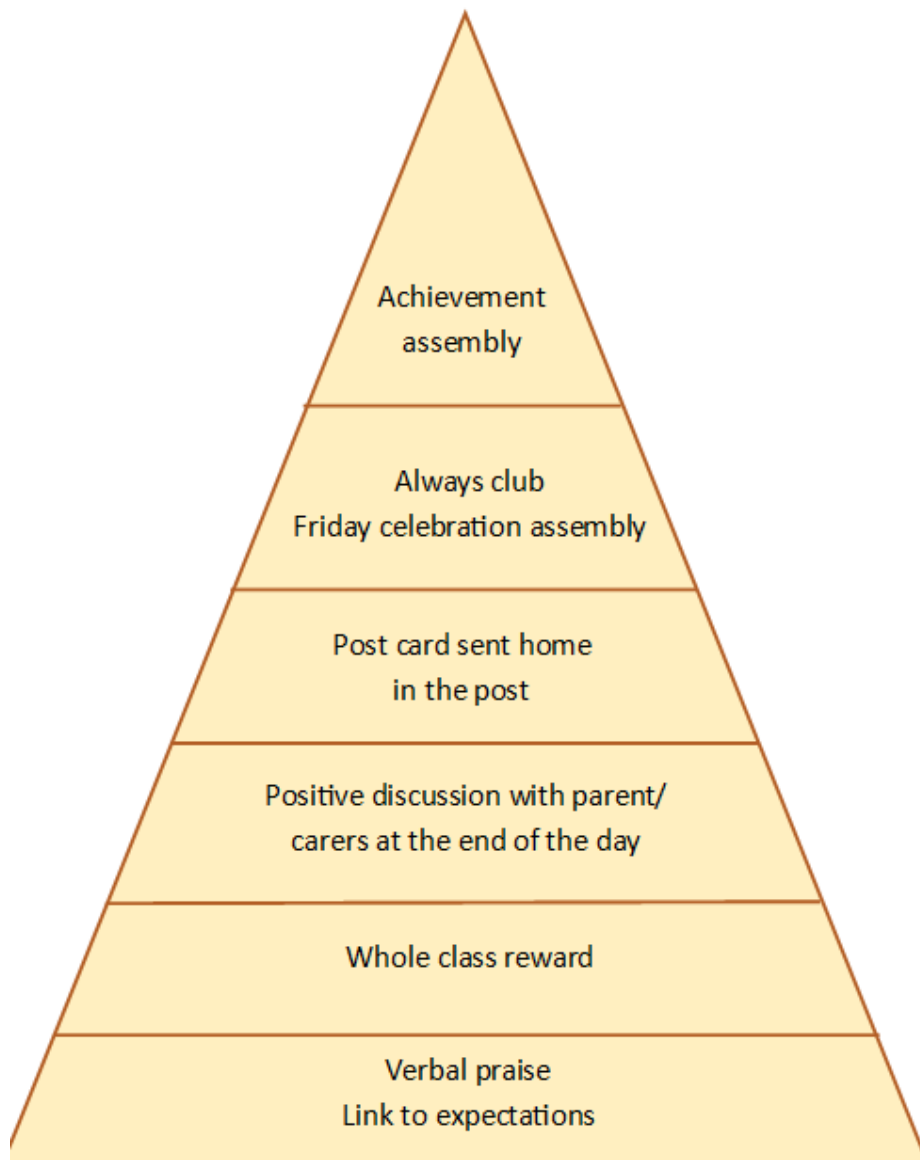 Achievement
assembly
Always club
Friday celebration assembly
Post card sent home
in the post
Positive discussion with parent/
carers at the end of the day
Whole class reward
Verbal praise
Link to expectations